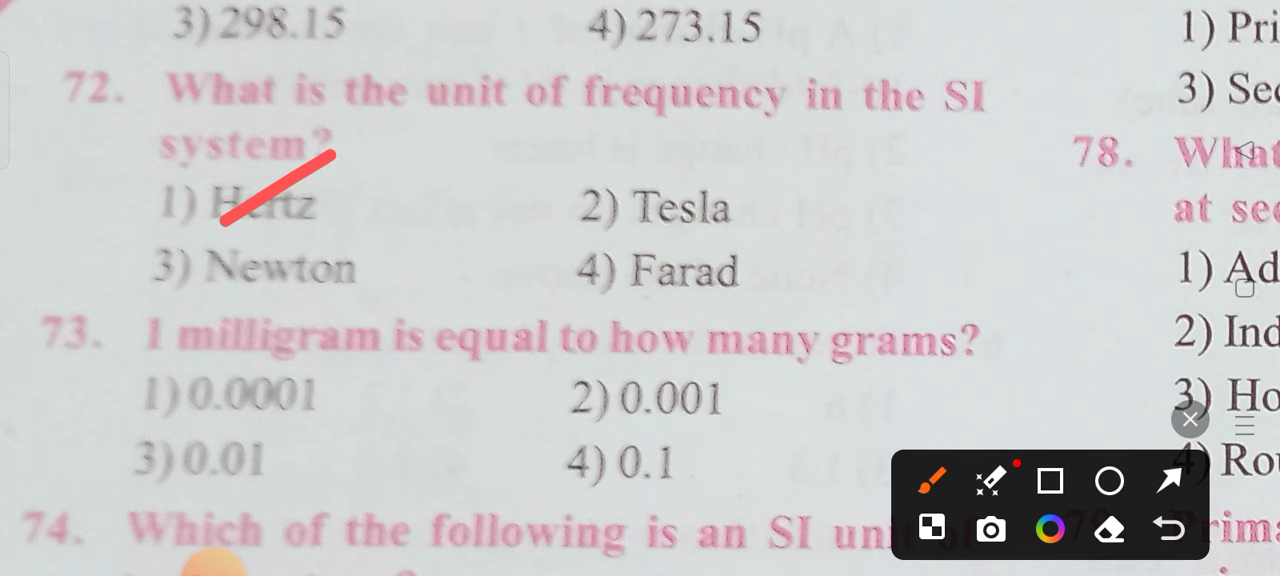 3) 298.15 4) 273.15
72. What is the unit of frequency in the SI
system?
1) Hertz 2) Tesla
3) Newton 4) Farad
73. 1 milligram is equal to how many grams?
1) 0.0001 2) 0.001
3) 0.01 4) 0.1
74. Which of the following is an SI unit of
1) Pri
3) Sec
78. What
at sec
1) Ad
2) Ind
3) Ho
4) Rou
79. Prima